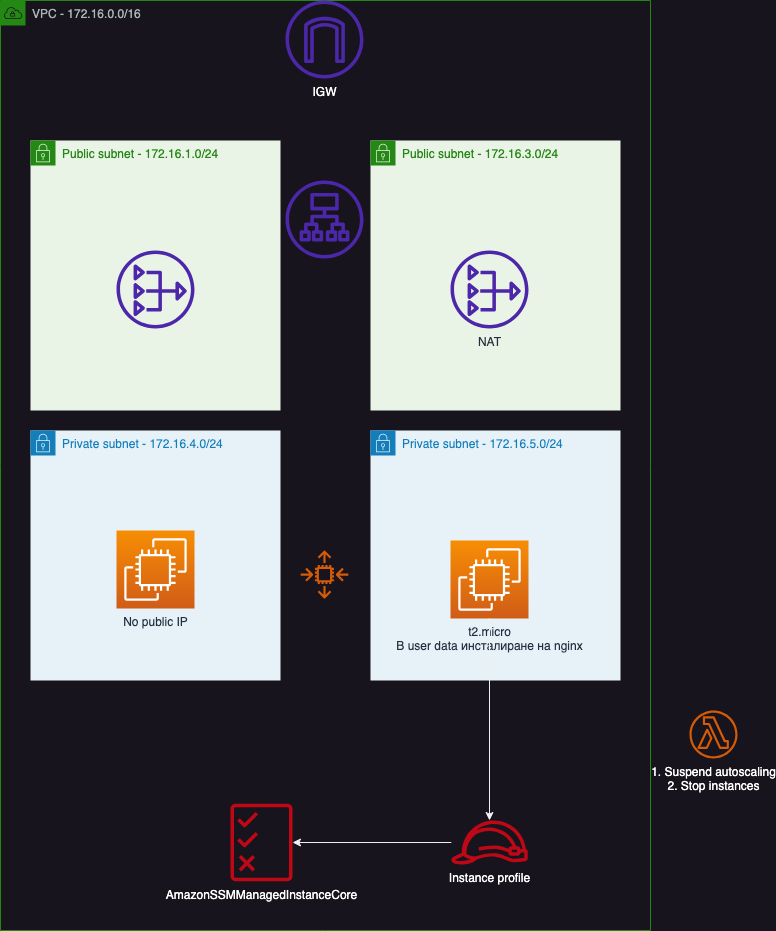 VPC - 172.16.0.0/16
IGW
Public subnet - 172.16.1.0/24
Public subnet - 172.16.3.0/24
NAT
Private subnet - 172.16.4.0/24
Private subnet - 172.16.5.0/24
No public IP
t2.micro
В user data инсталиране на nginx
1. Suspend autoscaling
2. Stop instances
Instance profile
AmazonSSMManagedInstanceCore